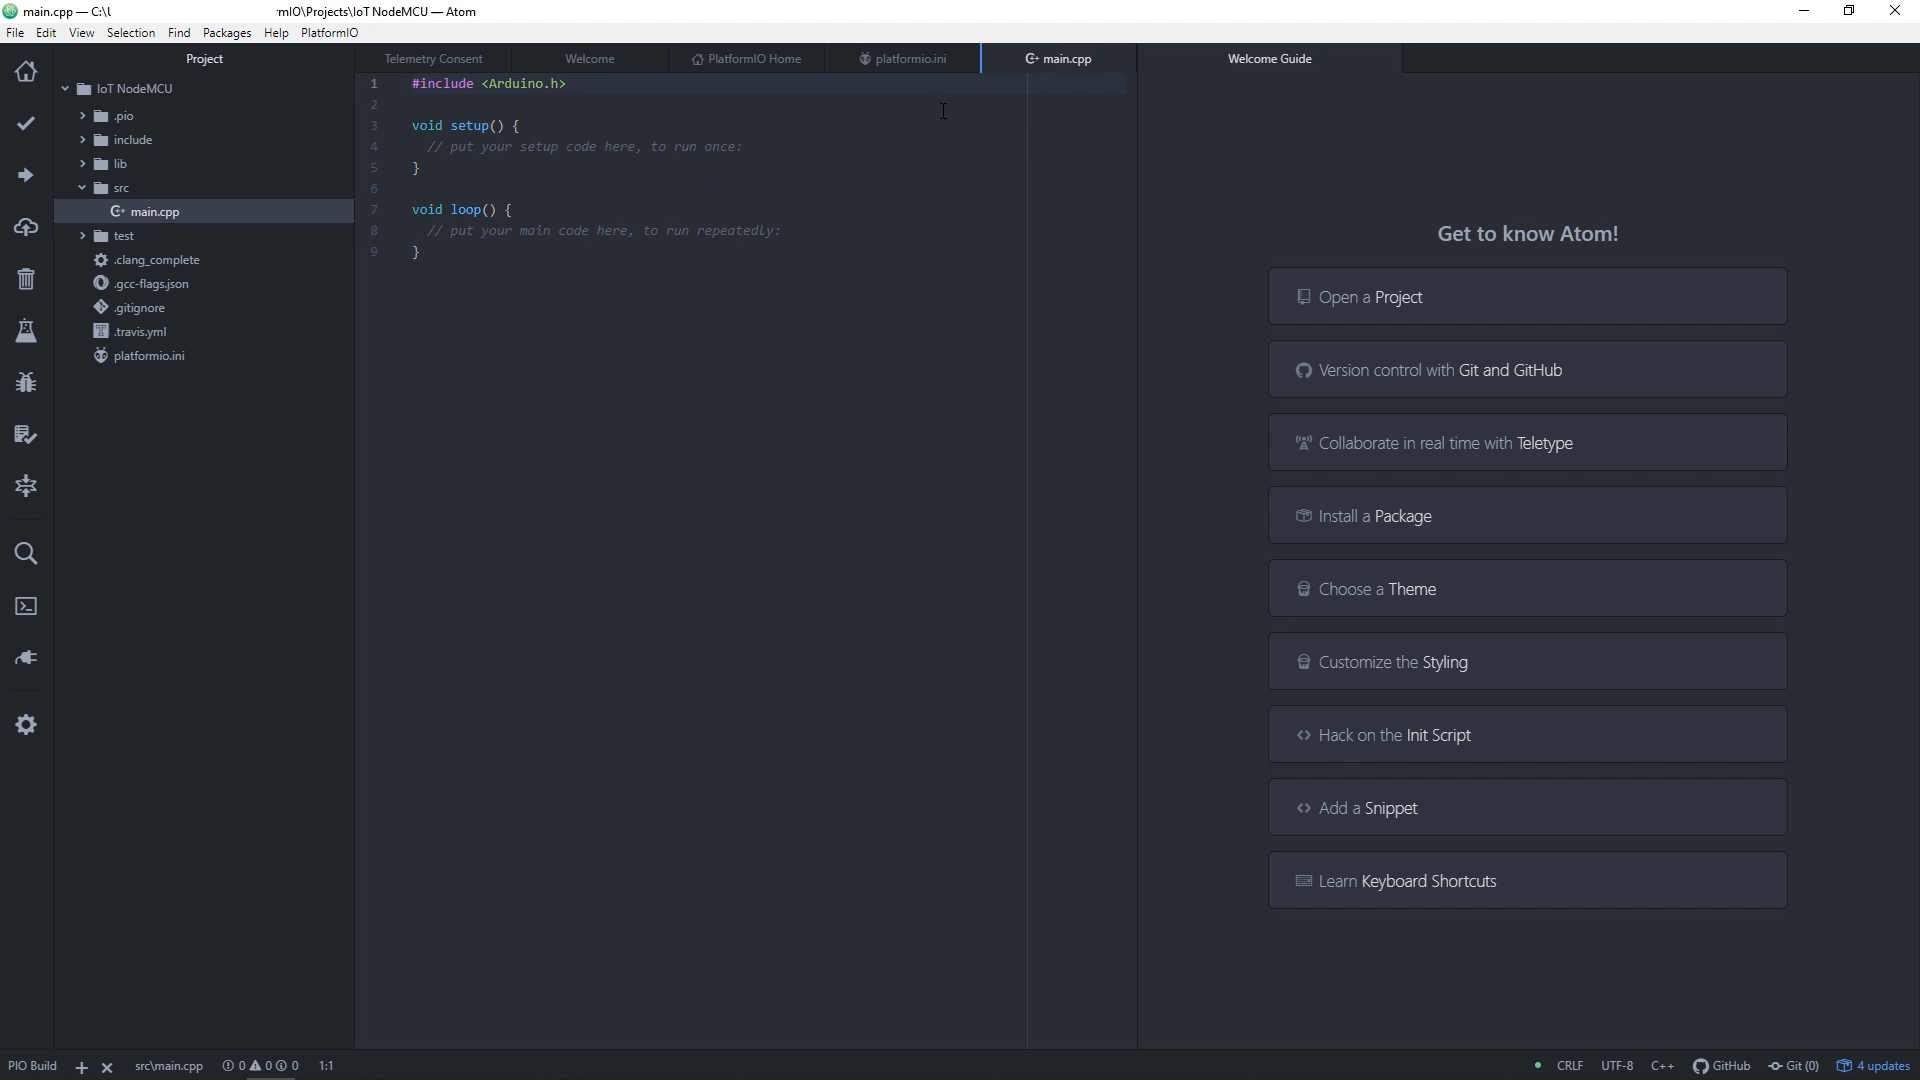 main.cpp — C:\
mIO\Projects\IoT NodeMCU — Atom
File Edit View Selection Find Packages Help PlatformIO
Project
IoT NodeMCU
.pio
include
lib
src
main.cpp
test
.clang_complete
.gcc-flags.json
.gitignore
.travis.yml
platformio.ini
Telemetry Consent Welcome PlatformIO Home platformio.ini main.cpp
1 #include <Arduino.h>
2
3 void setup() {
4 // put your setup code here, to run once:
5 }
6
7 void loop() {
8 // put your main code here, to run repeatedly:
9 }
Welcome Guide
Get to know Atom!
Open a Project
Version control with Git and GitHub
Collaborate in real time with Teletype
Install a Package
Choose a Theme
Customize the Styling
Hack on the Init Script
Add a Snippet
Learn Keyboard Shortcuts
PIO Build + × src\main.cpp 0 0 0 1:1 CRLF UTF-8 C++ GitHub Git (0) 4 updates